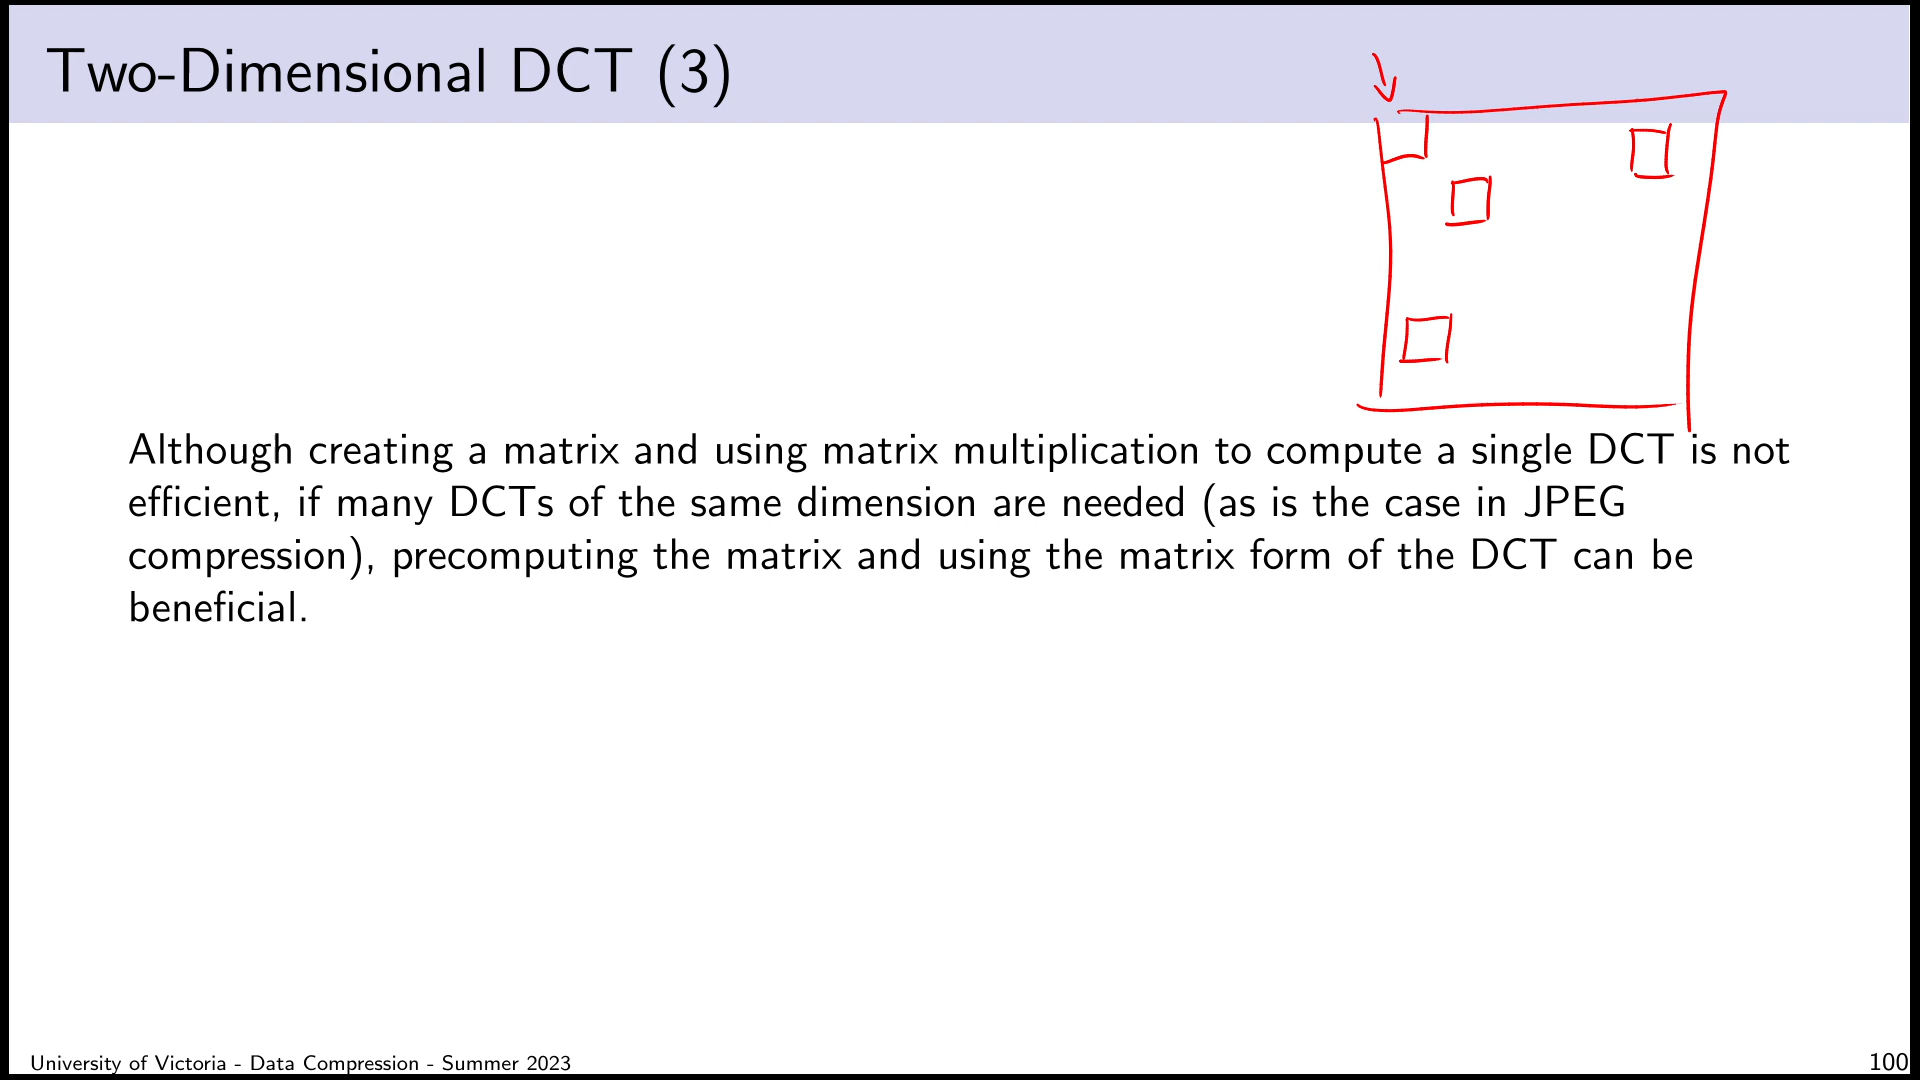 Two-Dimensional DCT (3)
Although creating a matrix and using matrix multiplication to compute a single DCT is not
efficient, if many DCTs of the same dimension are needed (as is the case in JPEG
compression), precomputing the matrix and using the matrix form of the DCT can be
beneficial.
University of Victoria - Data Compression - Summer 2023
100